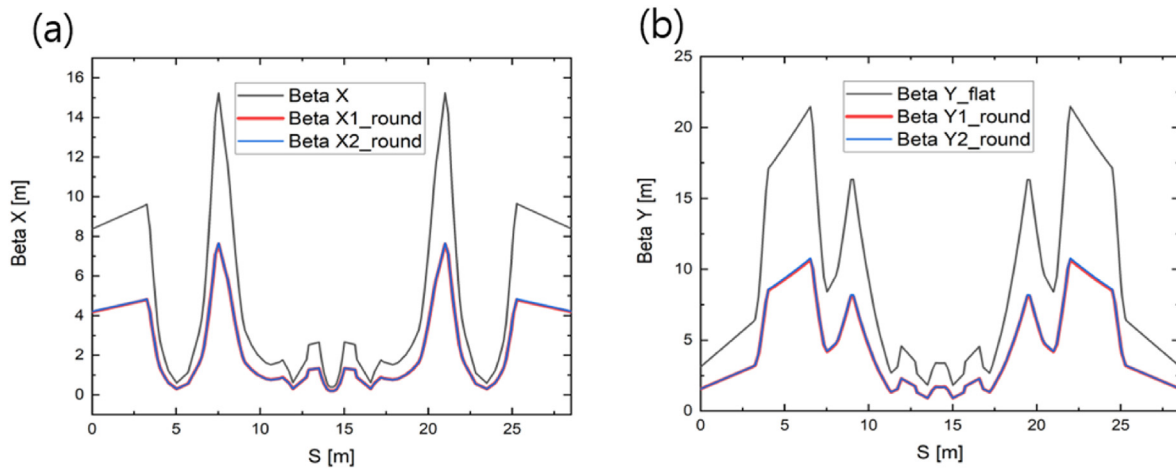 (a)
Beta X [m]
16
14
12
10
8
6
4
2
0
Beta X
Beta X1_round
Beta X2_round
0 5 10 15 20 25
S [m]
(b)
Beta Y [m]
25
20
15
10
5
0
Beta Y_flat
Beta Y1_round
Beta Y2_round
0 5 10 15 20 25
S [m]